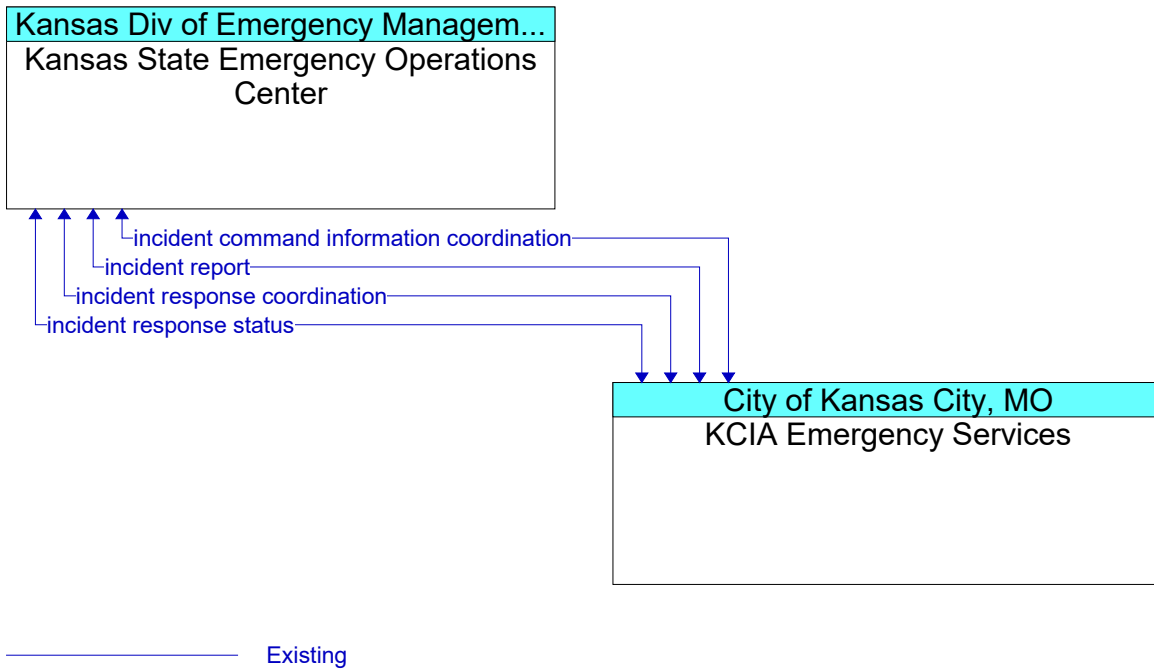 Kansas Div of Emergency Managem...
Kansas State Emergency Operations
Center
incident command information coordination
incident report
incident response coordination
incident response status
City of Kansas City, MO
KCIA Emergency Services
Existing